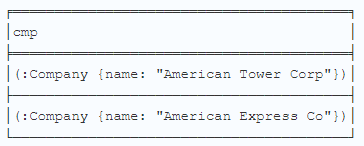 cmp
(:Company {name: "American Tower Corp"})
(:Company {name: "American Express Co"})